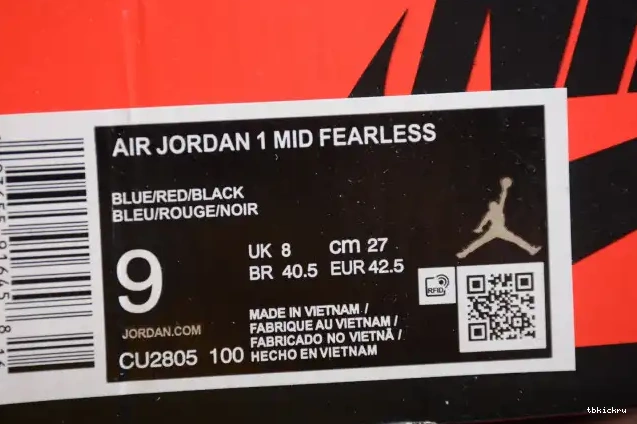 AIR JORDAN 1 MID FEARLESS
BLUE/RED/BLACK
BLEU/ROUGE/NOIR
9
UK 8 cm 27
BR 40.5 EUR 42.5
RFID
JORDAN.COM
MADE IN VIETNAM /
FABRIQUE AU VIETNAM /
FABRICADO NO VIETNÃ /
HECHO EN VIETNAM
CU2805 100
tbkickru